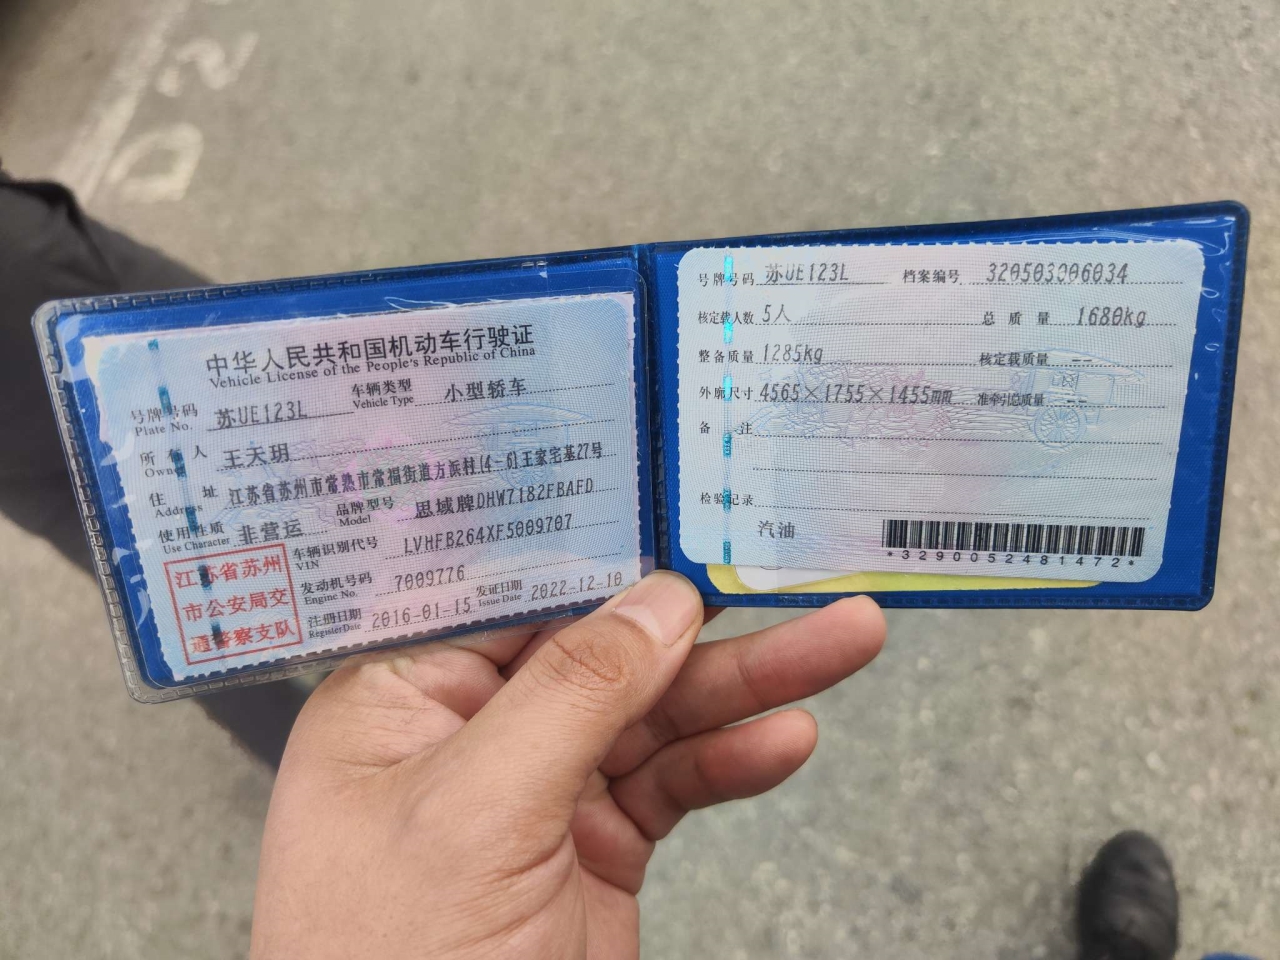 中华人民共和国机动车行驶证
Vehicle License of the People's Republic of China
号牌号码 苏UE123L 车辆类型 小型轿车
Plate No. Vehicle Type
所有人 王天玥
Owner
住址 江苏省苏州市常熟市常福街道方浜村(4-6)王家宅基27号
Address
使用性质 非营运 品牌型号 思域牌DHW7182FBAFD
Use Character Model
车辆识别代号 LVHFB264XF5009707
VIN
发动机号码 7009776
Engine No.
注册日期 2016-01-15 发证日期 2022-12-10
Register Date Issue Date
江苏省苏州
市公安局交
通警察支队
号牌号码 苏UE123L 档案编号 320503006034
核定载人数 5人 总质量 1680kg
整备质量 1285kg 核定载质量 --
外廓尺寸 4565×1755×1455mm 准牵引总质量 --
备注
检验记录
汽油
*3290052481472*